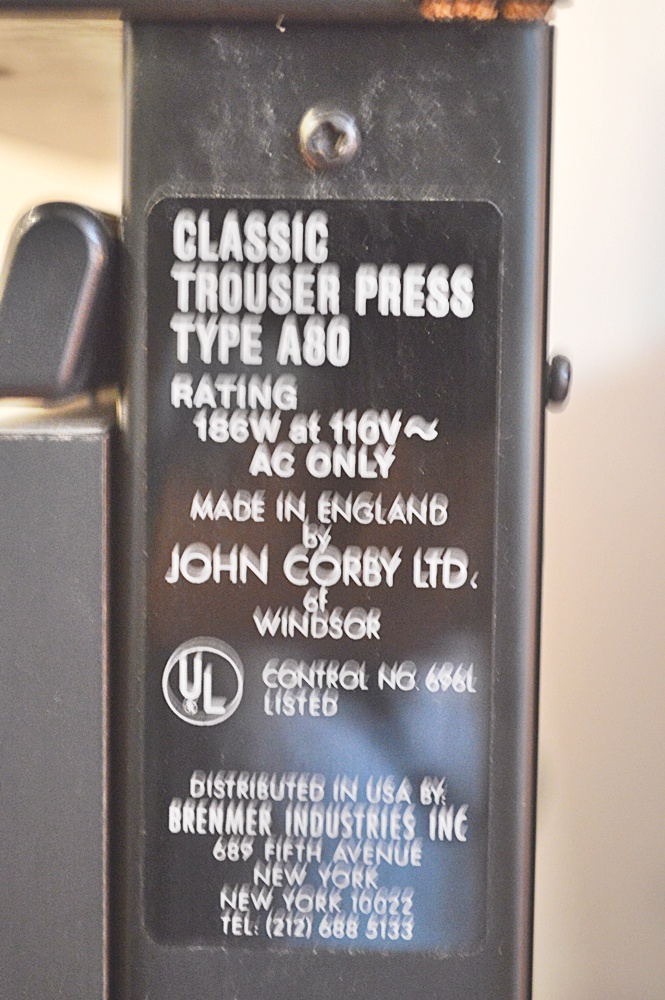 CLASSIC
TROUSER PRESS
TYPE A80
RATING
186W at 110V~
AC ONLY
MADE IN ENGLAND
by
JOHN CORBY LTD.
of
WINDSOR
UL
®
CONTROL NO. 696L
LISTED
DISTRIBUTED IN USA BY:
BRENMER INDUSTRIES INC
689 FIFTH AVENUE
NEW YORK
NEW YORK 10022
TEL: (212) 688 5133